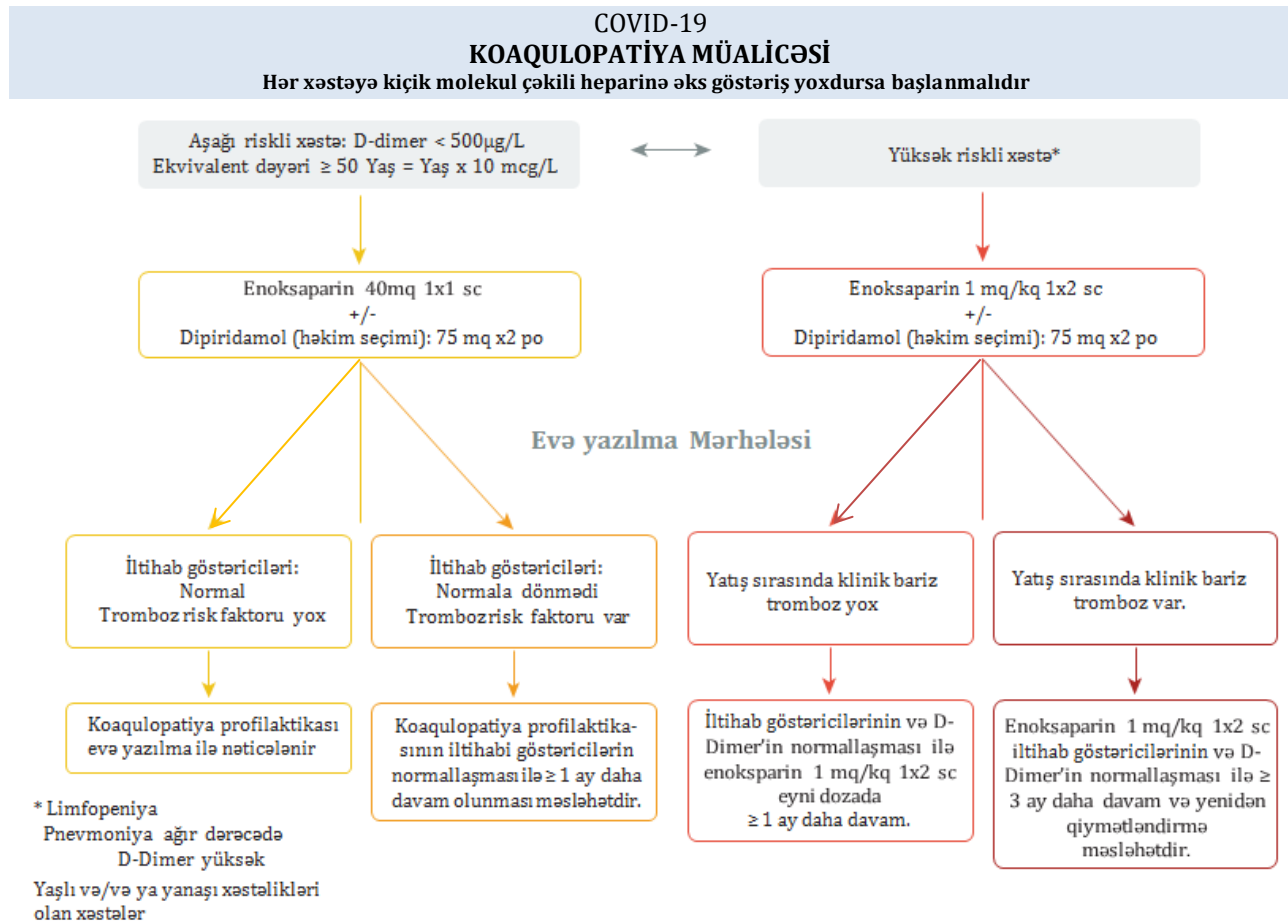 COVID-19
KOAQULOPATİYA MÜALİCƏSİ
Hər xəstəyə kiçik molekul çəkili heparinə əks göstəriş yoxdursa başlanmalıdır
Aşağı riskli xəstə: D-dimer < 500µg/L
Ekvivalent dəyəri ≥ 50 Yaş = Yaş x 10 mcg/L
Yüksək riskli xəstə*
Enoksaparin 40mq 1x1 sc
+/-
Dipiridamol (həkim seçimi): 75 mq x2 po
Enoksaparin 1 mq/kq 1x2 sc
+/-
Dipiridamol (həkim seçimi): 75 mq x2 po
Evə yazılma Mərhələsi
İltihab göstəriciləri:
Normal
Tromboz risk faktoru yox
İltihab göstəriciləri:
Normala dönmədi
Tromboz risk faktoru var
Yatış sırasında klinik bariz
tromboz yox
Yatış sırasında klinik bariz
tromboz var.
Koaqulopatiya profilaktikası
evə yazılma ilə nəticələnir
Koaqulopatiya profilaktika-
sının iltihabi göstəricilərin
normallaşması ilə ≥ 1 ay daha
davam olunması məsləhətdir.
İltihab göstəricilərinin və D-
Dimer'in normallaşması ilə
enoksparin 1 mq/kq 1x2 sc
eyni dozada
≥ 1 ay daha davam.
Enoksaparin 1 mq/kq 1x2 sc
iltihab göstəricilərinin və D-
Dimer'in normallaşması ilə ≥
3 ay daha davam və yenidən
qiymətləndirmə
məsləhətdir.
* Limfopeniya
Pnevmoniya ağır dərəcədə
D-Dimer yüksək
Yaşlı və/və ya yanaşı xəstəlikləri
olan xəstələr